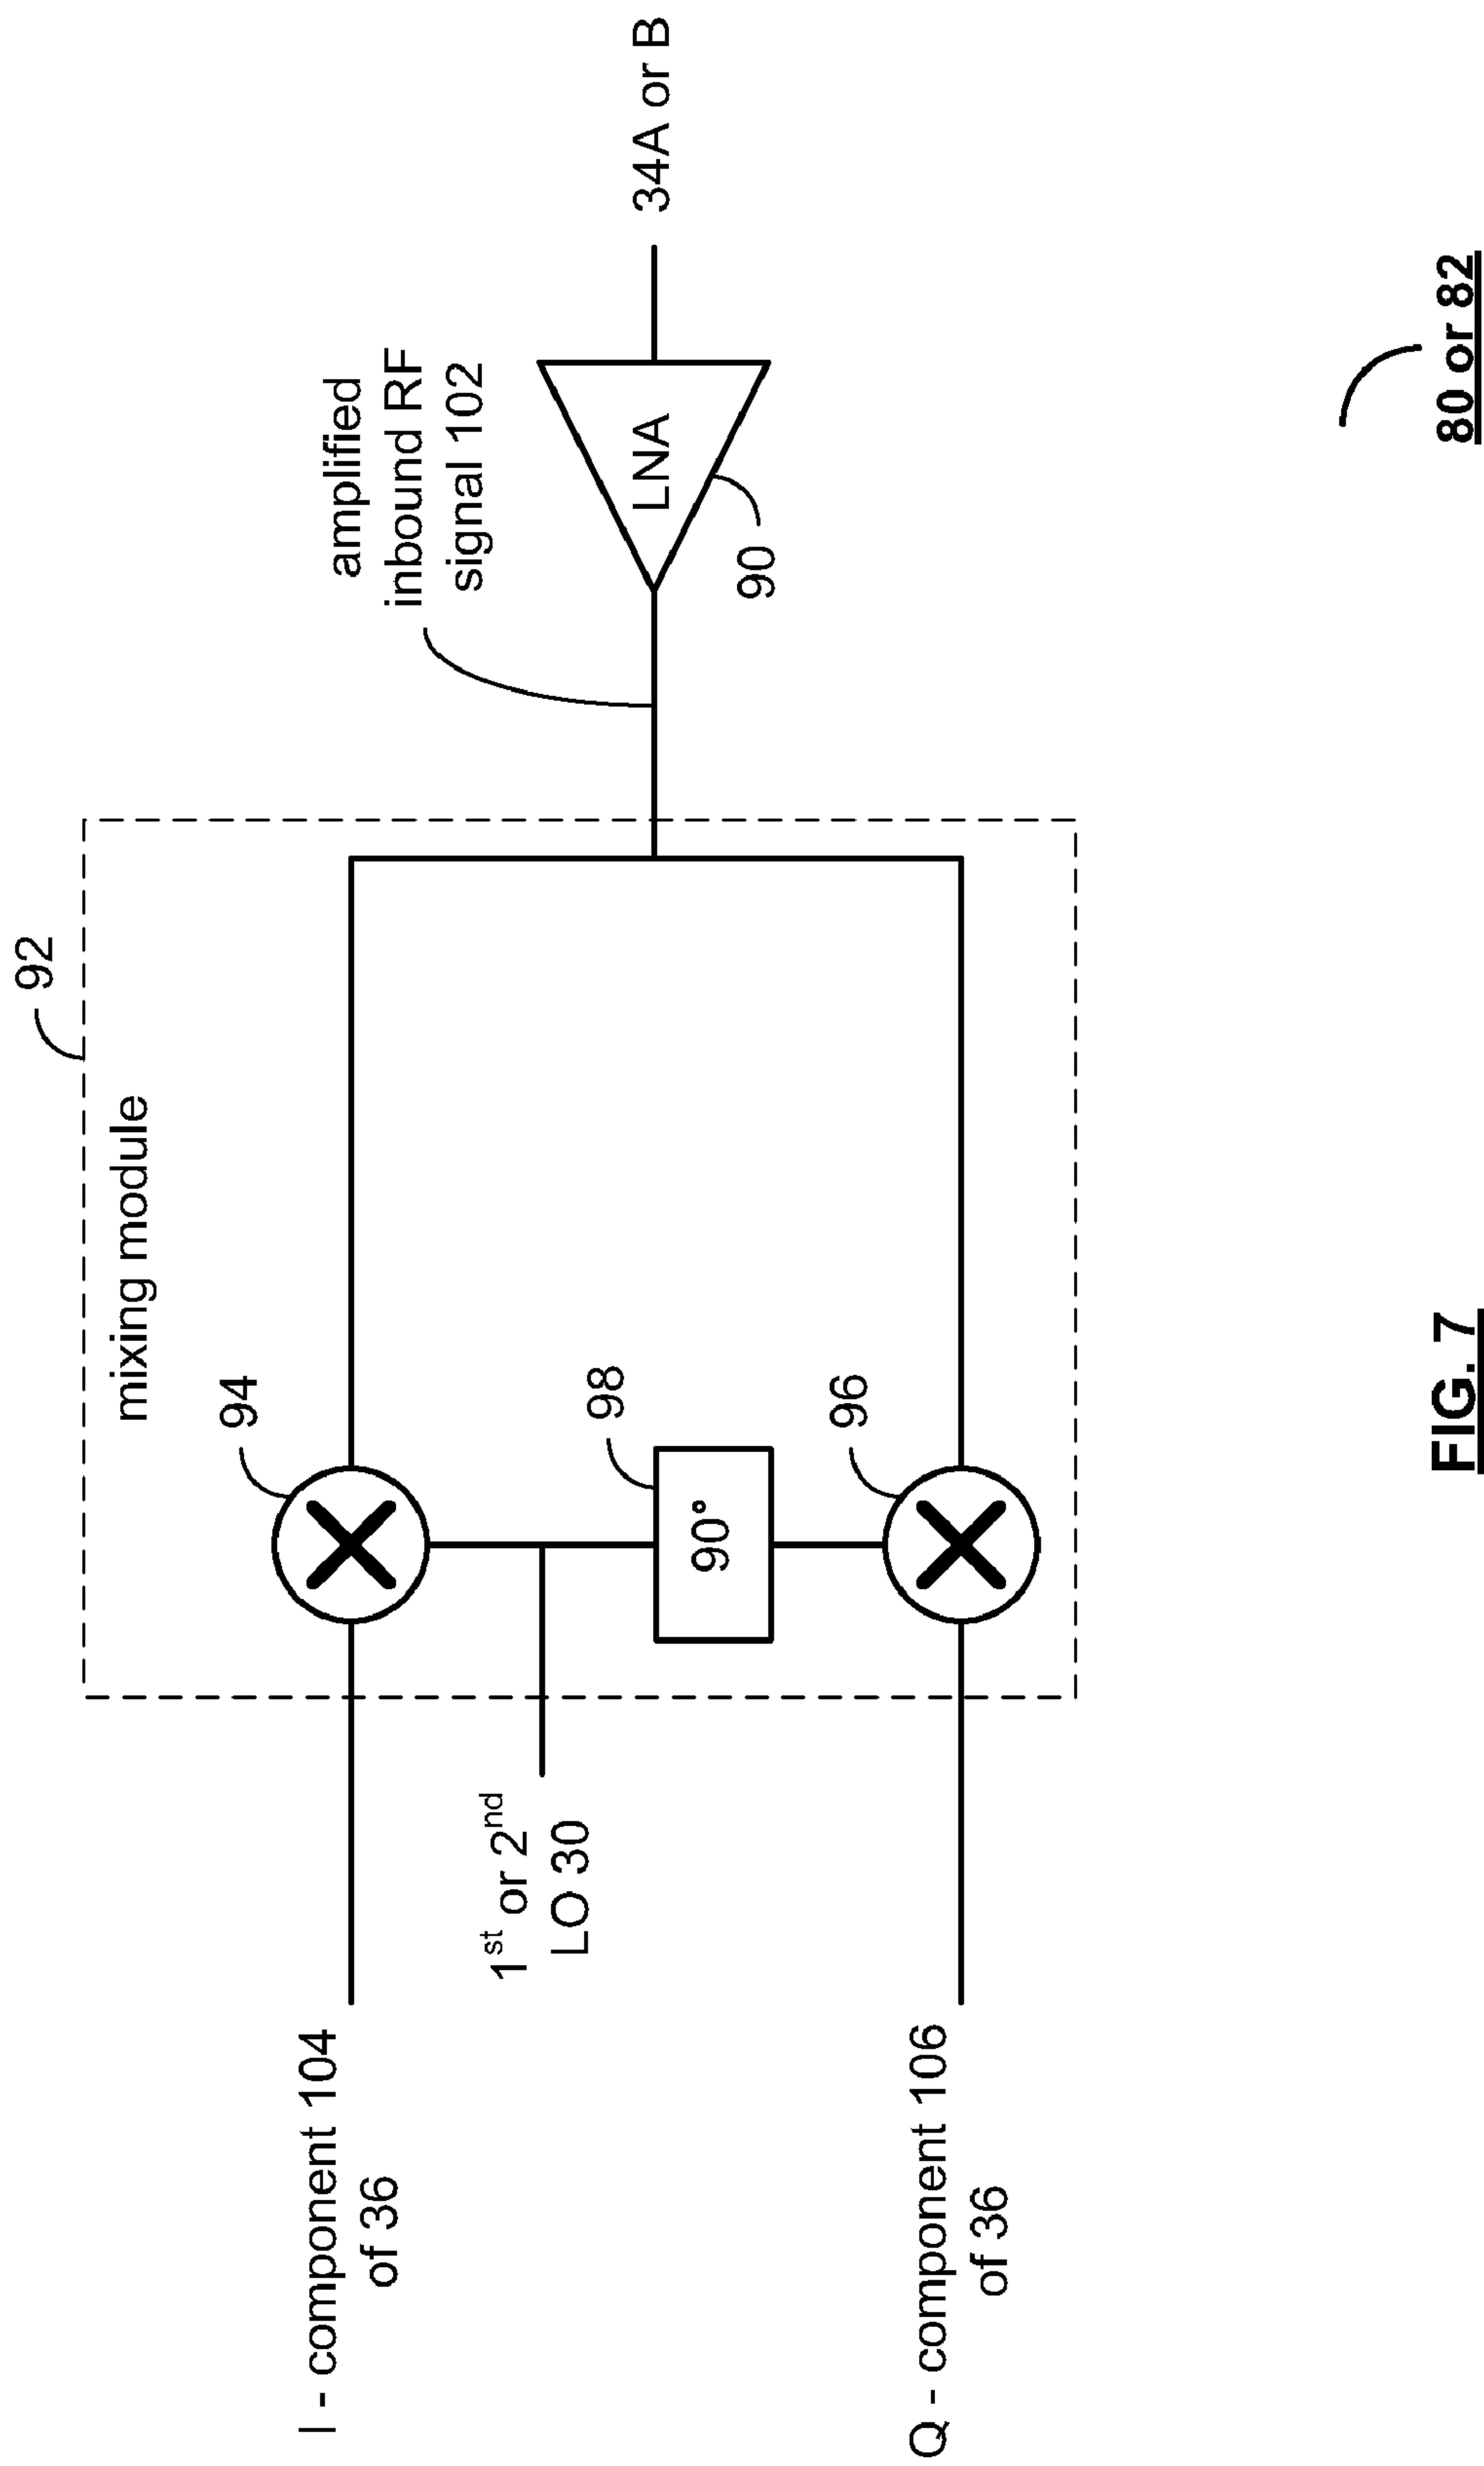 92
mixing module
94
98
90°
96
amplified
inbound RF
signal 102
LNA
90
34A or B
I - component 104
of 36
1st or 2nd
LO 30
Q - component 106
of 36
80 or 82
FIG. 7